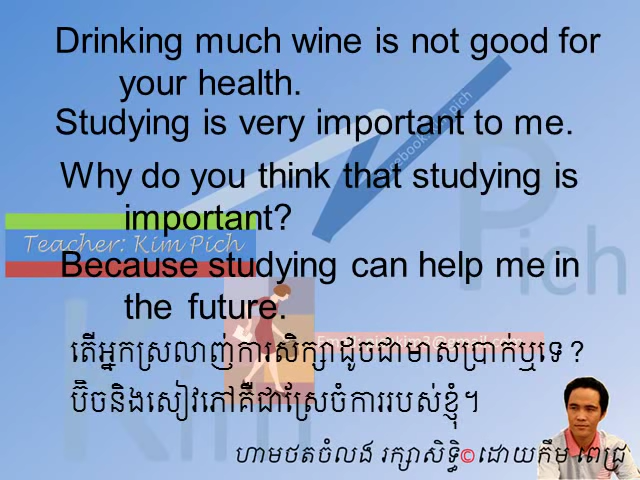 Drinking much wine is not good for
your health.
Studying is very important to me.
Why do you think that studying is
important?
Teacher: Kim Pich
Because studying can help me in
the future.
តើអ្នកស្រលាញ់ការសិក្សាដូចជាមាសប្រាក់ឬទេ?
ប៊ិចនិងសៀវភៅគឺជាស្រែចំការរបស់ខ្ញុំ។
ហាមថតចំលង រក្សាសិទ្ធិ©ដោយគឹម ពេជ្រ
Pich
Kim